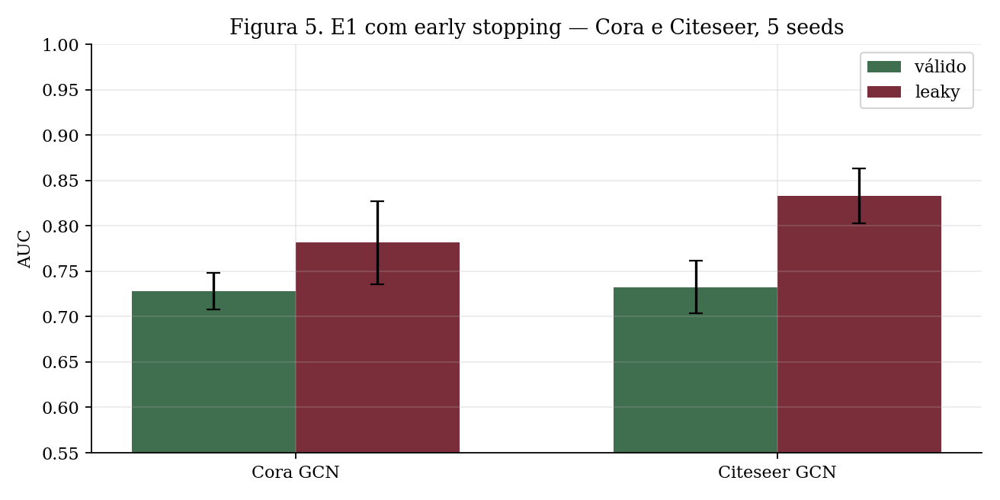 Figura 5. E1 com early stopping — Cora e Citeseer, 5 seeds
válido
leaky
1.00
0.95
0.90
0.85
0.80
0.75
0.70
0.65
0.60
0.55
AUC
Cora GCN
Citeseer GCN